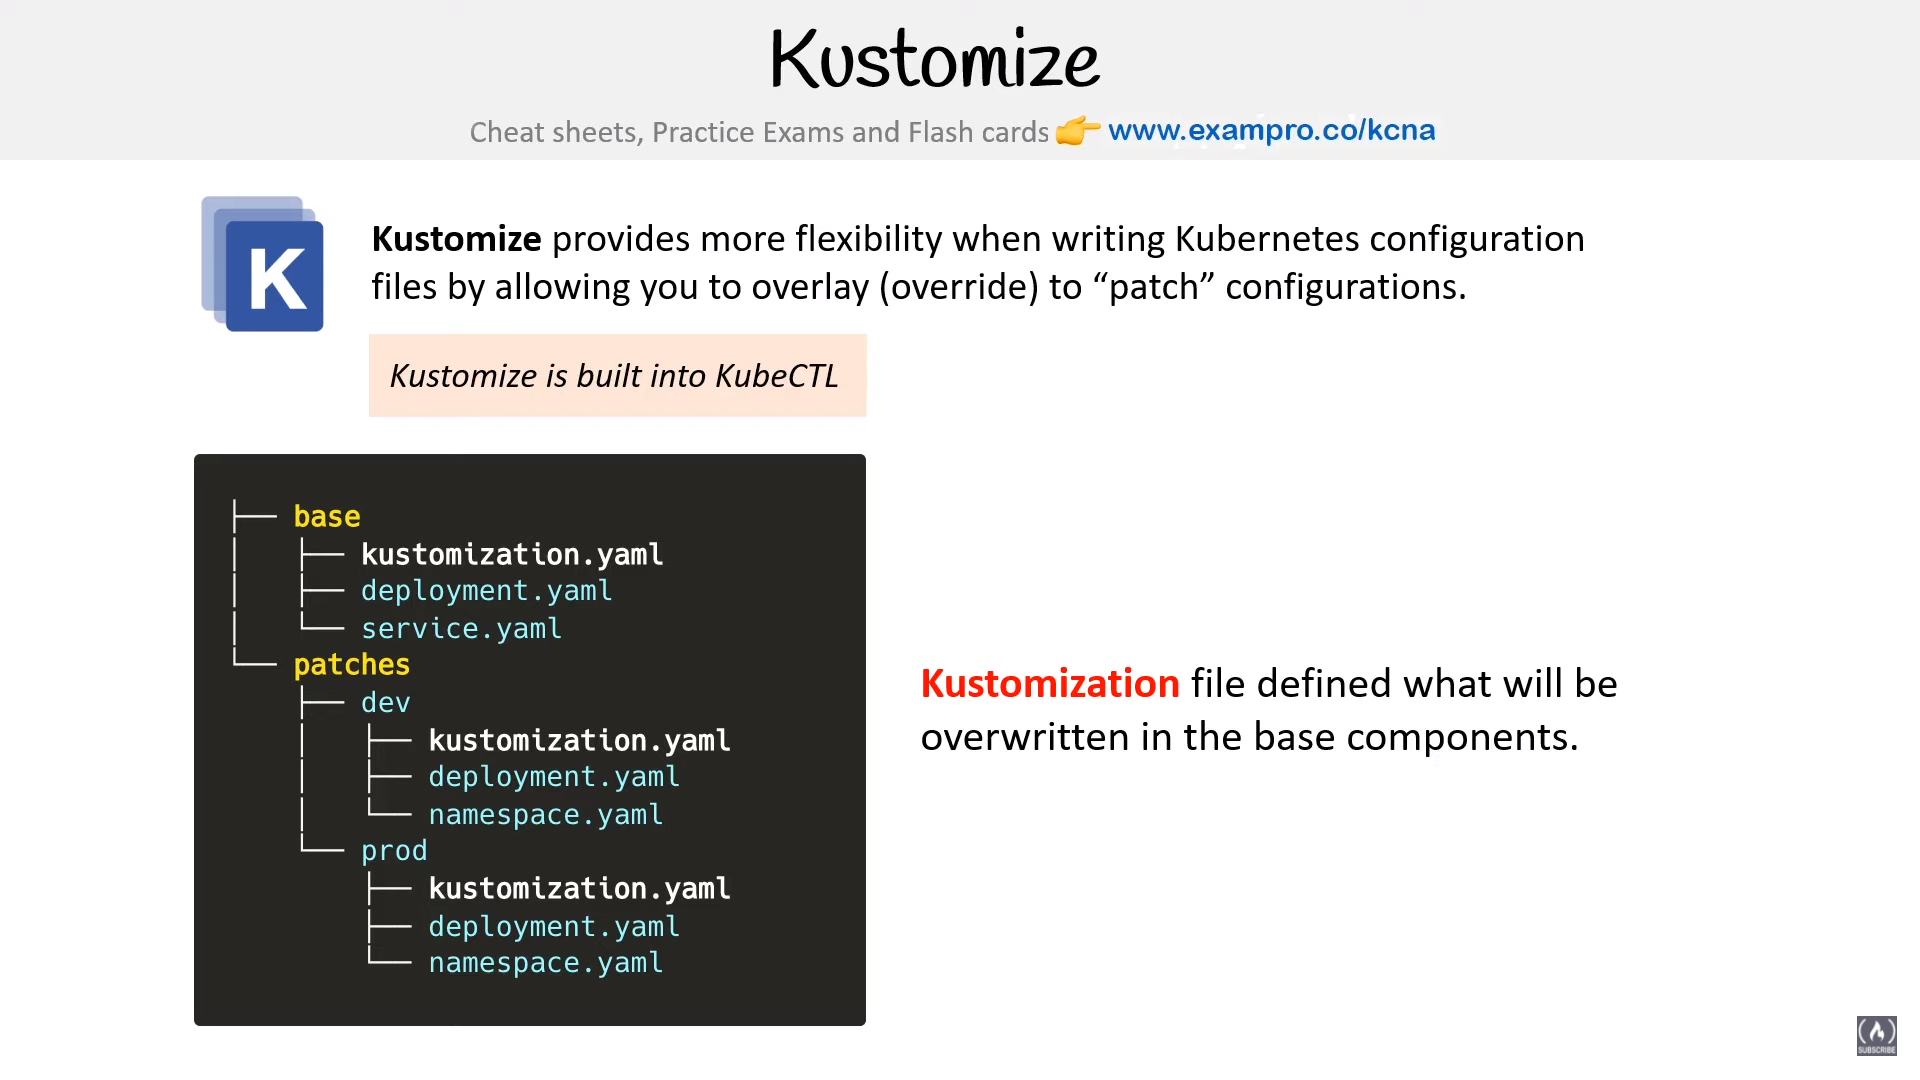 Kustomize
Cheat sheets, Practice Exams and Flash cards 👉 www.exampro.co/kcna
K
Kustomize provides more flexibility when writing Kubernetes configuration
files by allowing you to overlay (override) to “patch” configurations.
Kustomize is built into KubeCTL
├── base
│   ├── kustomization.yaml
│   ├── deployment.yaml
│   └── service.yaml
└── patches
    ├── dev
    │   ├── kustomization.yaml
    │   ├── deployment.yaml
    │   └── namespace.yaml
    └── prod
        ├── kustomization.yaml
        ├── deployment.yaml
        └── namespace.yaml
Kustomization file defined what will be
overwritten in the base components.
SUBSCRIBE